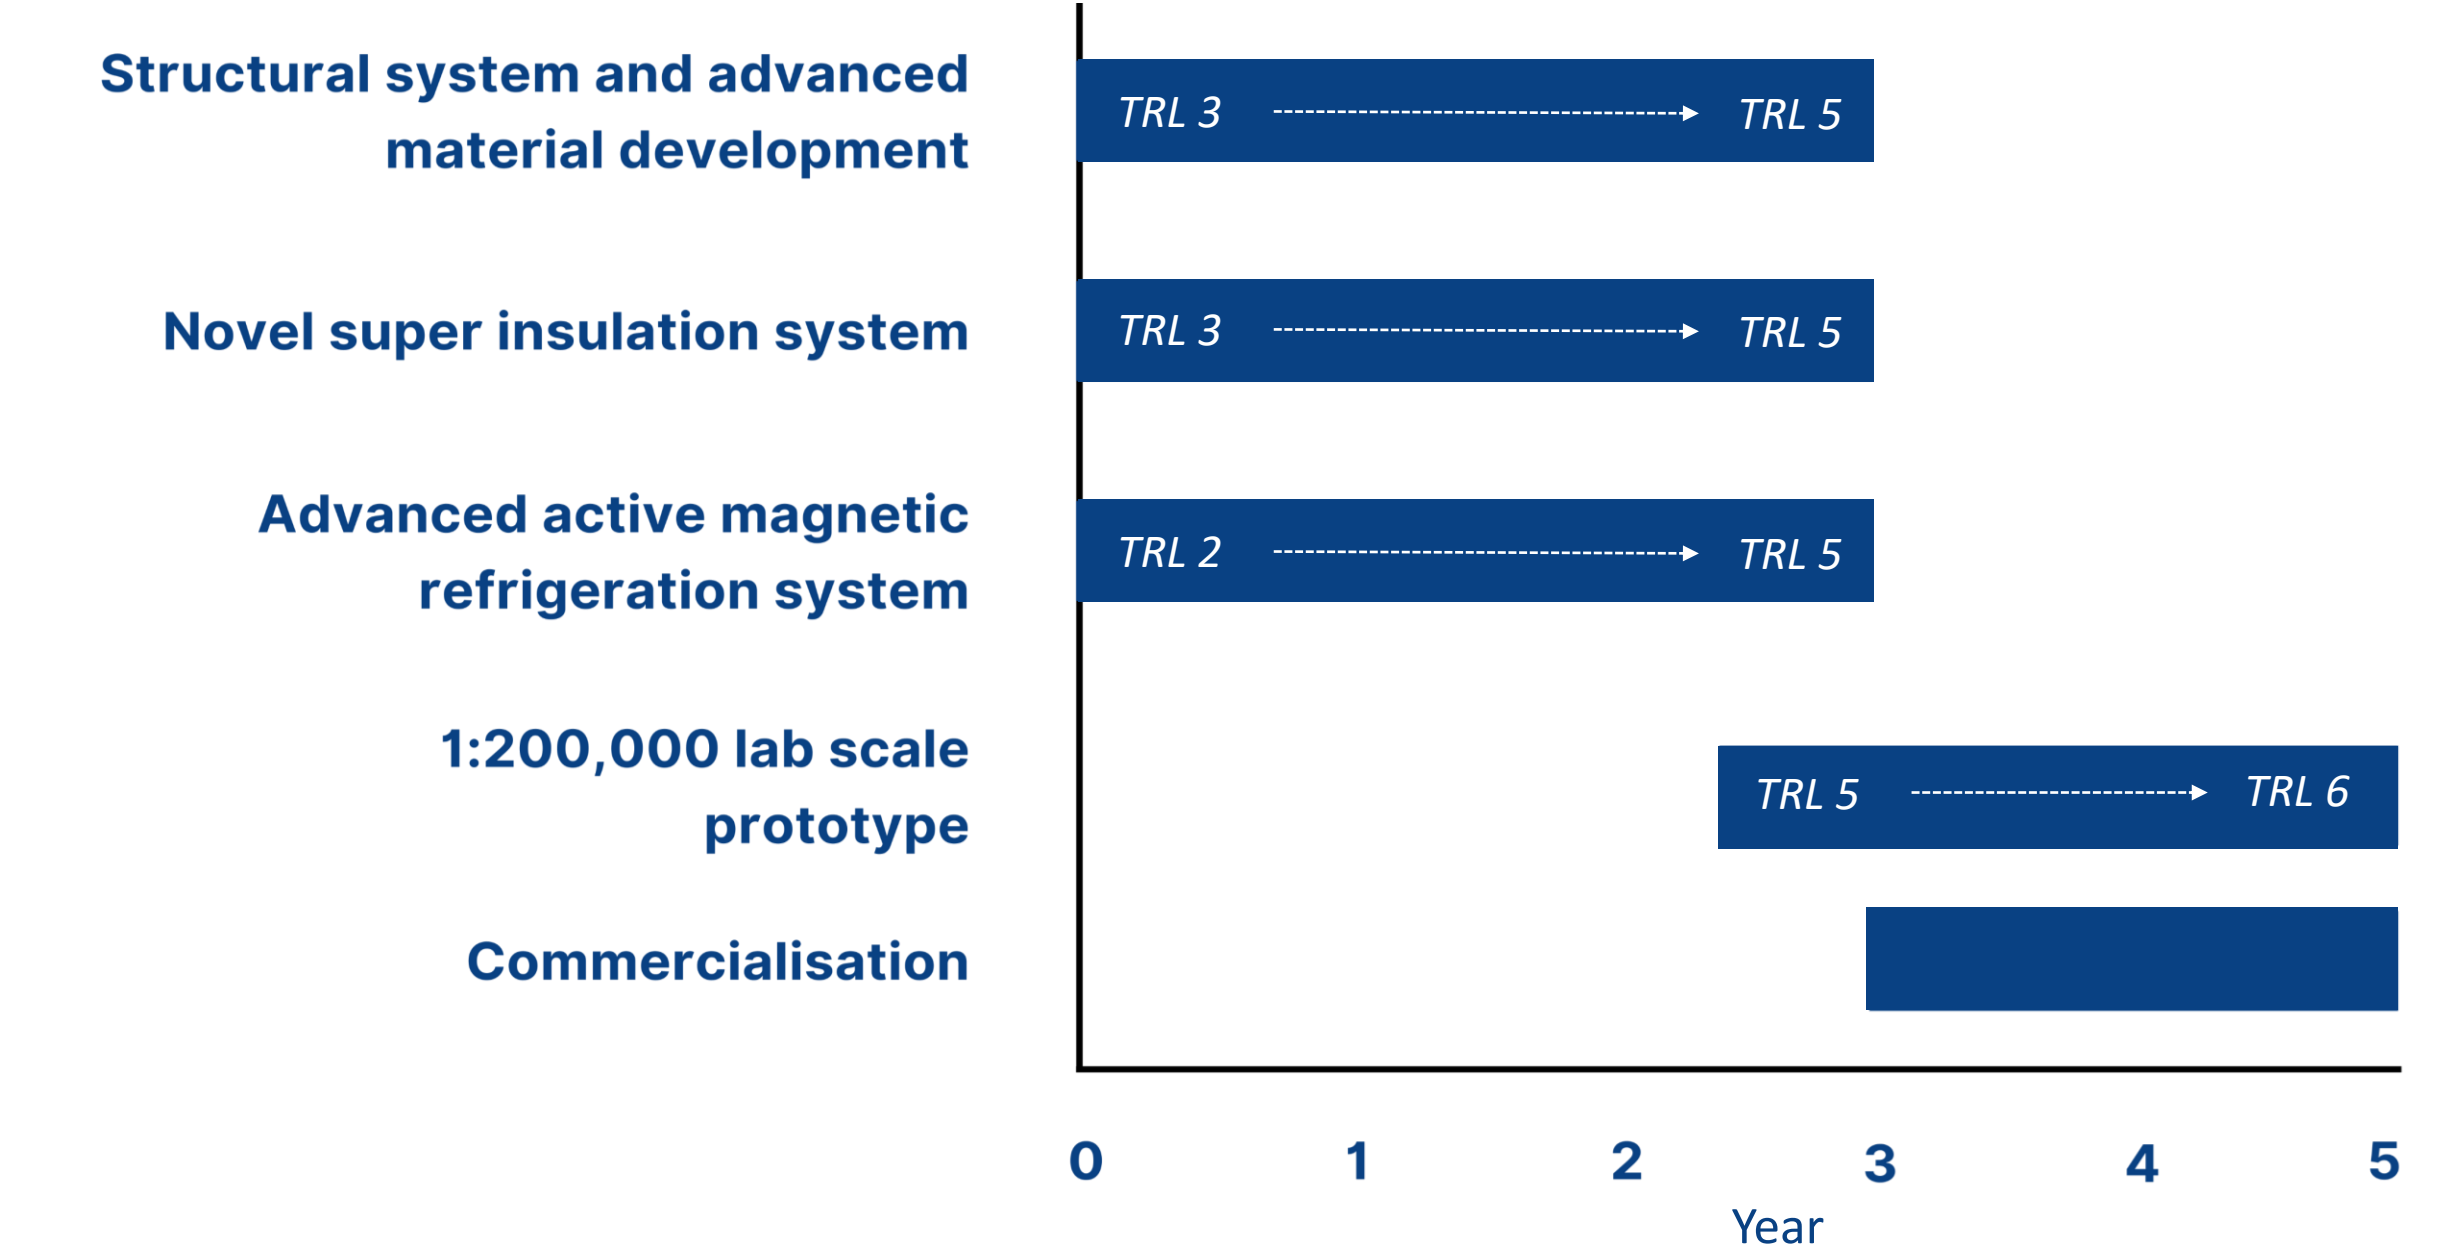 Structural system and advanced
material development
TRL 3
TRL 5
Novel super insulation system
TRL 3
TRL 5
Advanced active magnetic
refrigeration system
TRL 2
TRL 5
1:200,000 lab scale
prototype
TRL 5
TRL 6
Commercialisation
0 1 2 3 4 5
Year